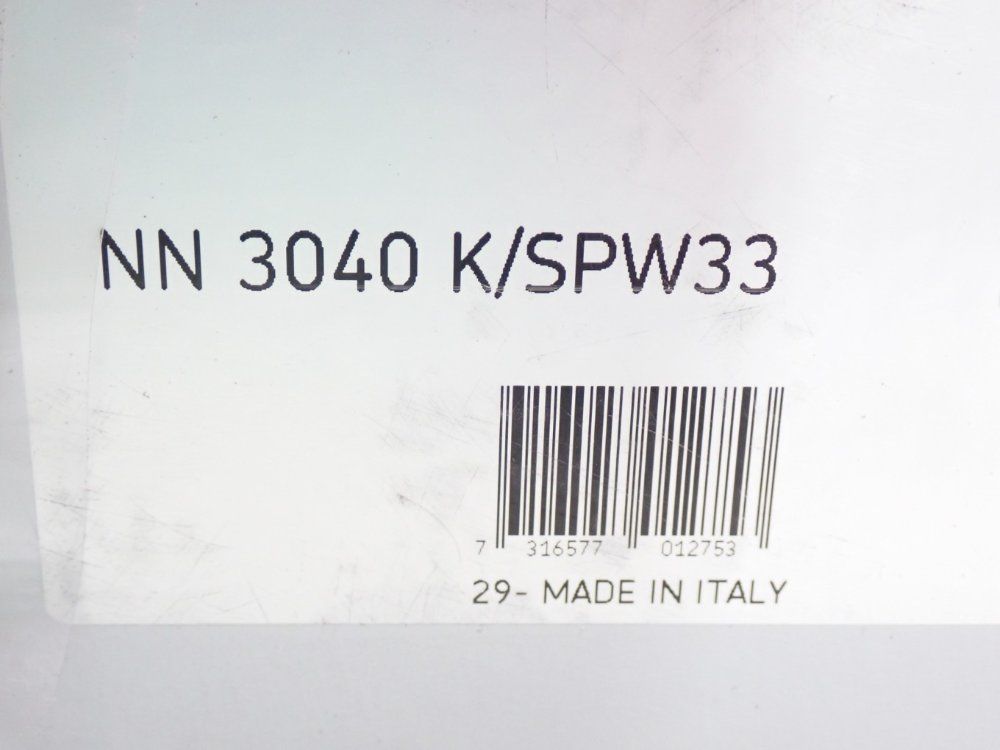 NN 3040 K/SPW33
7 316577 012753
29- MADE IN ITALY